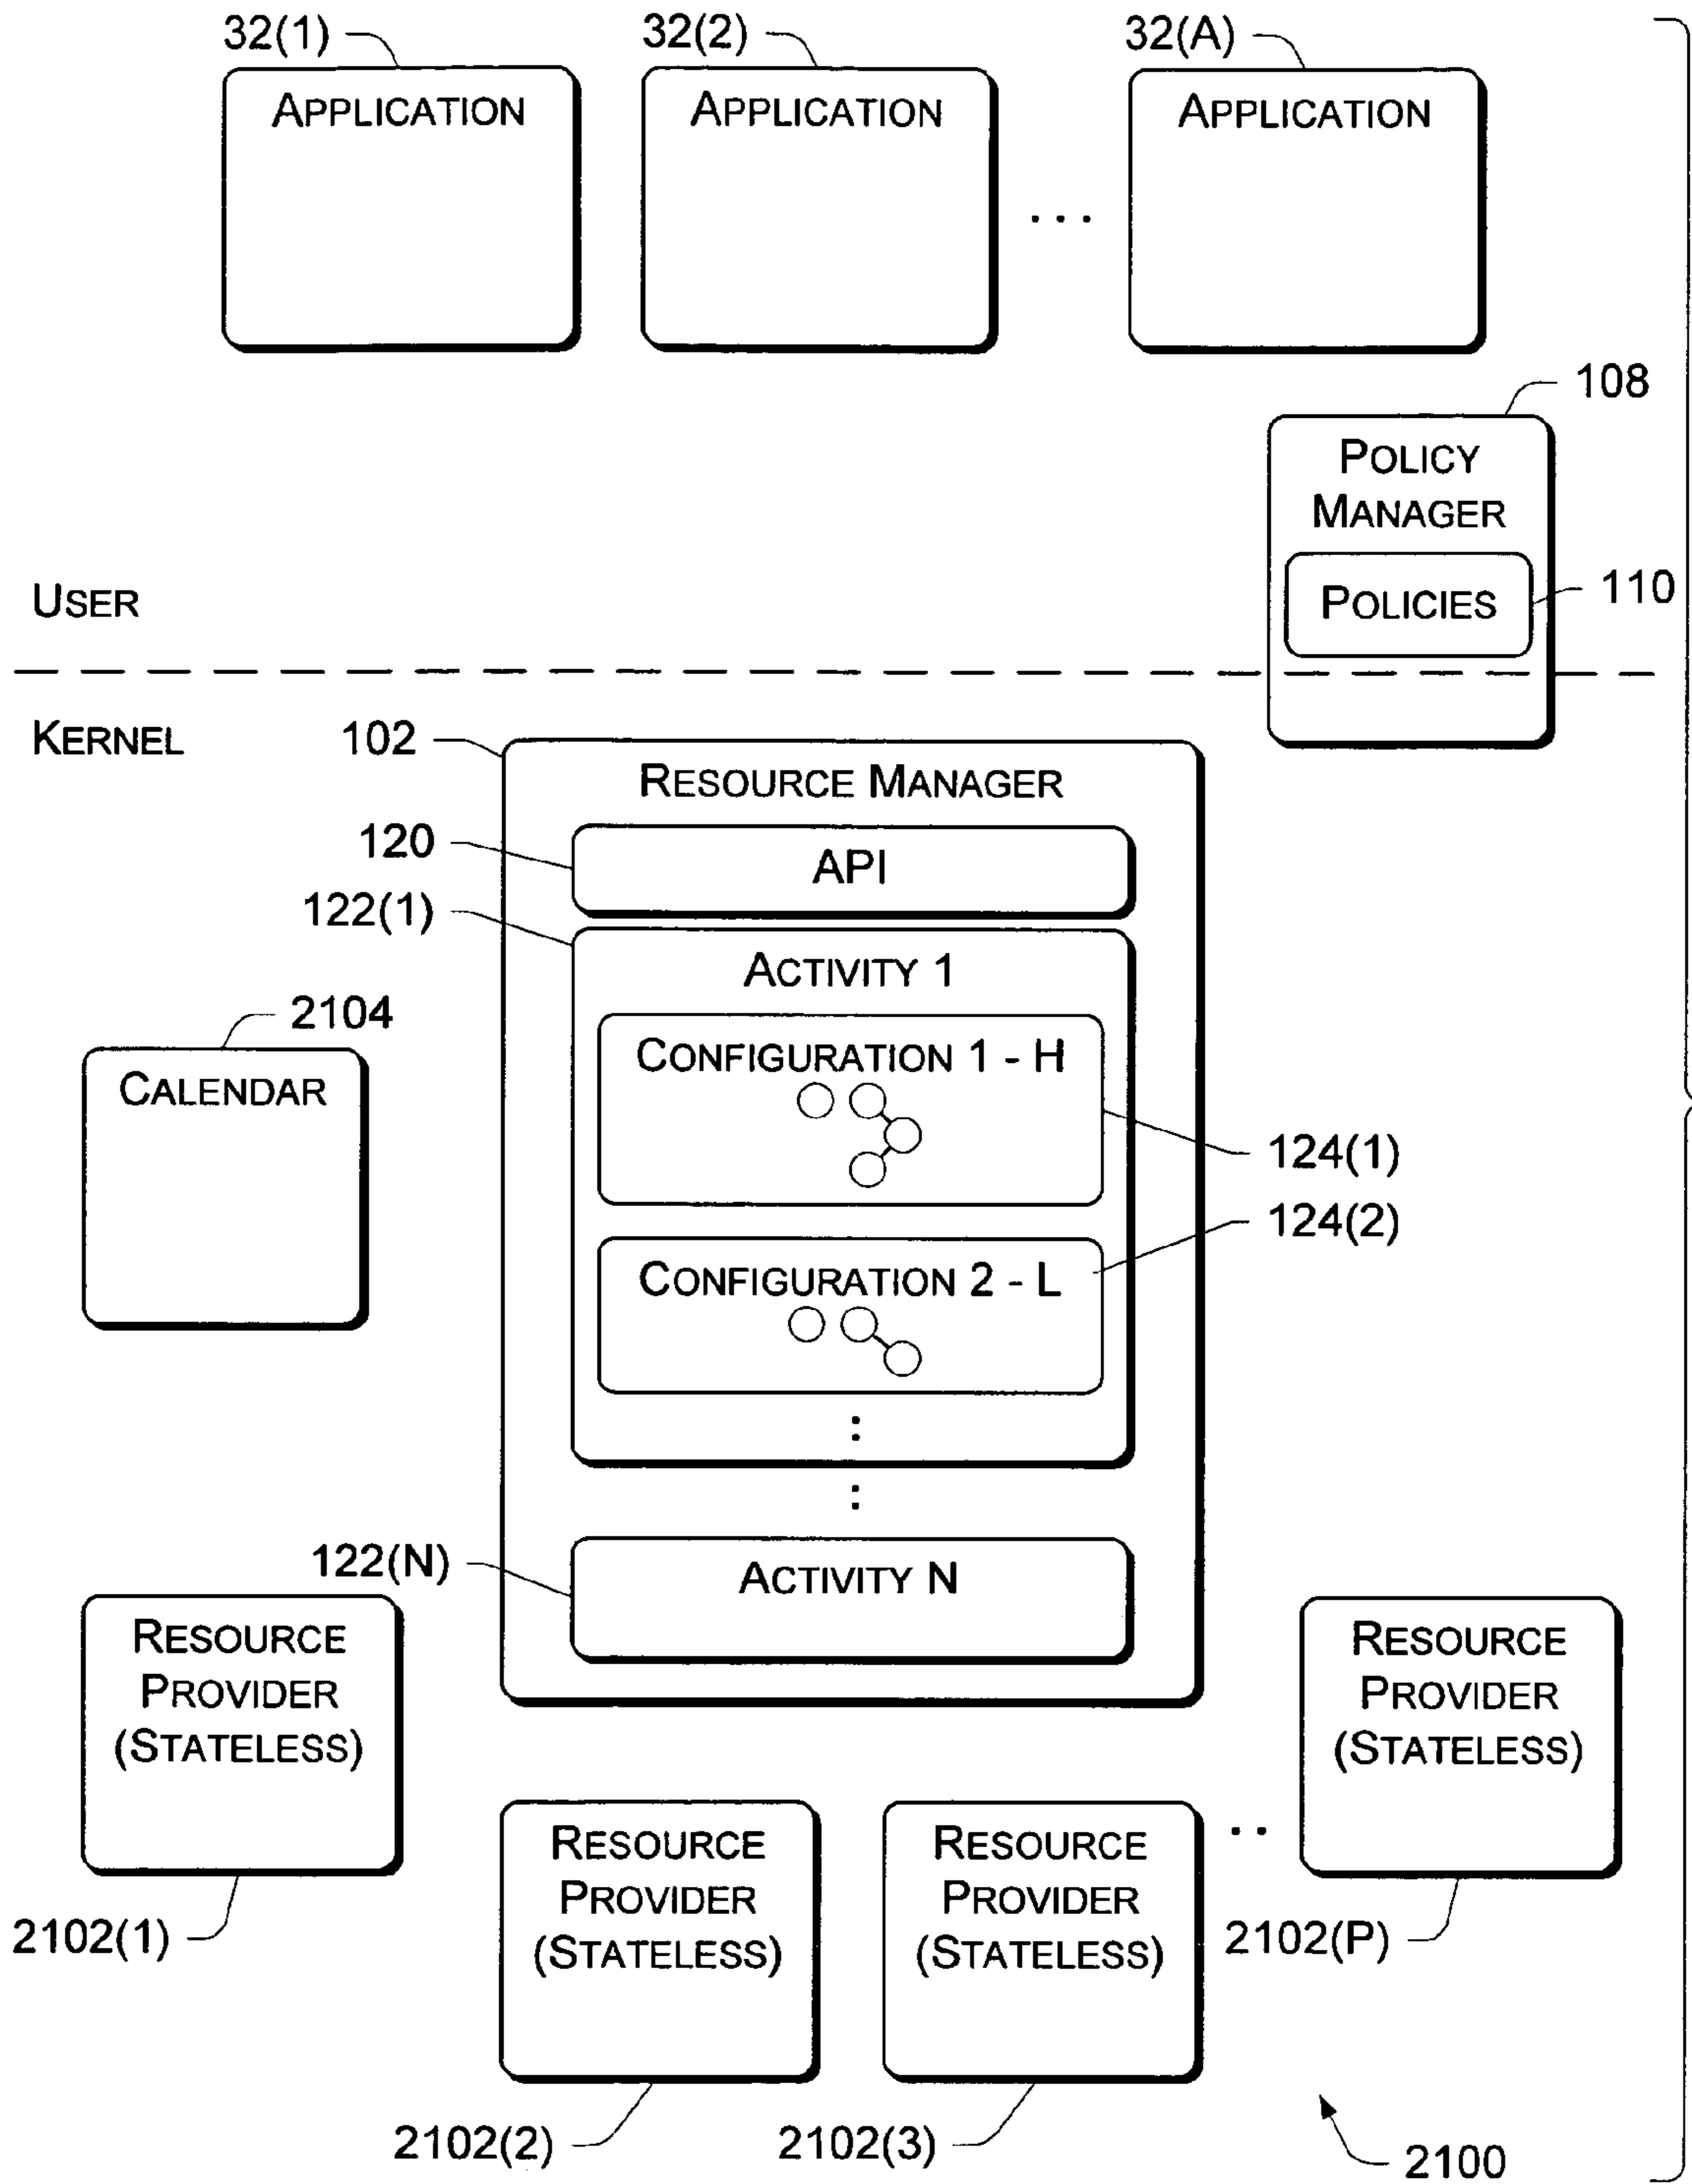 32(1)
32(2)
32(A)
APPLICATION
APPLICATION
APPLICATION
...
108
POLICY
MANAGER
POLICIES
110
USER
KERNEL
102
RESOURCE MANAGER
120
API
122(1)
ACTIVITY 1
2104
CALENDAR
CONFIGURATION 1 - H
124(1)
124(2)
CONFIGURATION 2 - L
122(N)
ACTIVITY N
RESOURCE
PROVIDER
(STATELESS)
2102(1)
RESOURCE
PROVIDER
(STATELESS)
2102(2)
RESOURCE
PROVIDER
(STATELESS)
2102(3)
..
RESOURCE
PROVIDER
(STATELESS)
2102(P)
2100